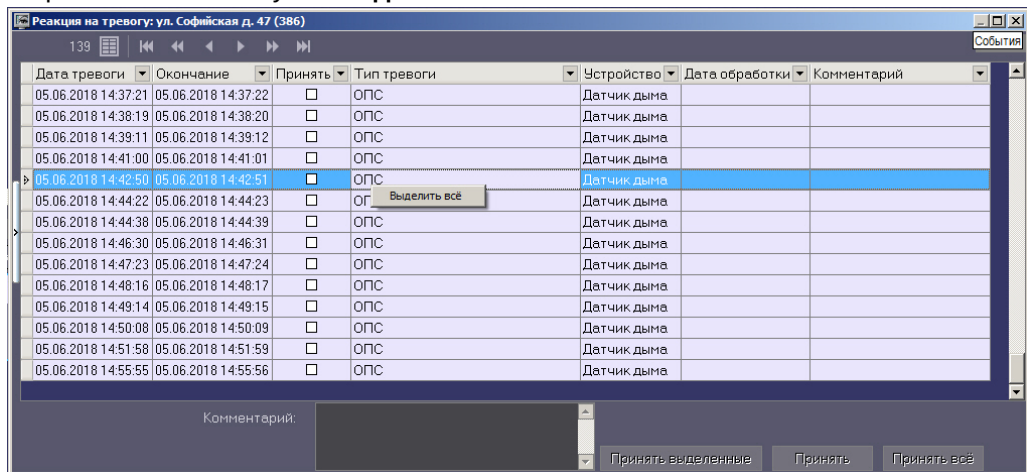 Реакция на тревогу: ул. Софийская д. 47 (386)
139
События
Дата тревоги Окончание Принять Тип тревоги Устройство Дата обработки Комментарий
05.06.2018 14:37:21 05.06.2018 14:37:22 ОПС Датчик дыма
05.06.2018 14:38:19 05.06.2018 14:38:20 ОПС Датчик дыма
05.06.2018 14:39:11 05.06.2018 14:39:12 ОПС Датчик дыма
05.06.2018 14:41:00 05.06.2018 14:41:01 ОПС Датчик дыма
05.06.2018 14:42:50 05.06.2018 14:42:51 ОПС Датчик дыма
Выделить всё
05.06.2018 14:44:22 05.06.2018 14:44:23 Датчик дыма
05.06.2018 14:44:38 05.06.2018 14:44:39 ОПС Датчик дыма
05.06.2018 14:46:30 05.06.2018 14:46:31 ОПС Датчик дыма
05.06.2018 14:47:23 05.06.2018 14:47:24 ОПС Датчик дыма
05.06.2018 14:48:16 05.06.2018 14:48:17 ОПС Датчик дыма
05.06.2018 14:49:14 05.06.2018 14:49:15 ОПС Датчик дыма
05.06.2018 14:50:08 05.06.2018 14:50:09 ОПС Датчик дыма
05.06.2018 14:51:58 05.06.2018 14:51:59 ОПС Датчик дыма
05.06.2018 14:55:55 05.06.2018 14:55:56 ОПС Датчик дыма
Комментарий:
Принять выделенные Принять Принять всё